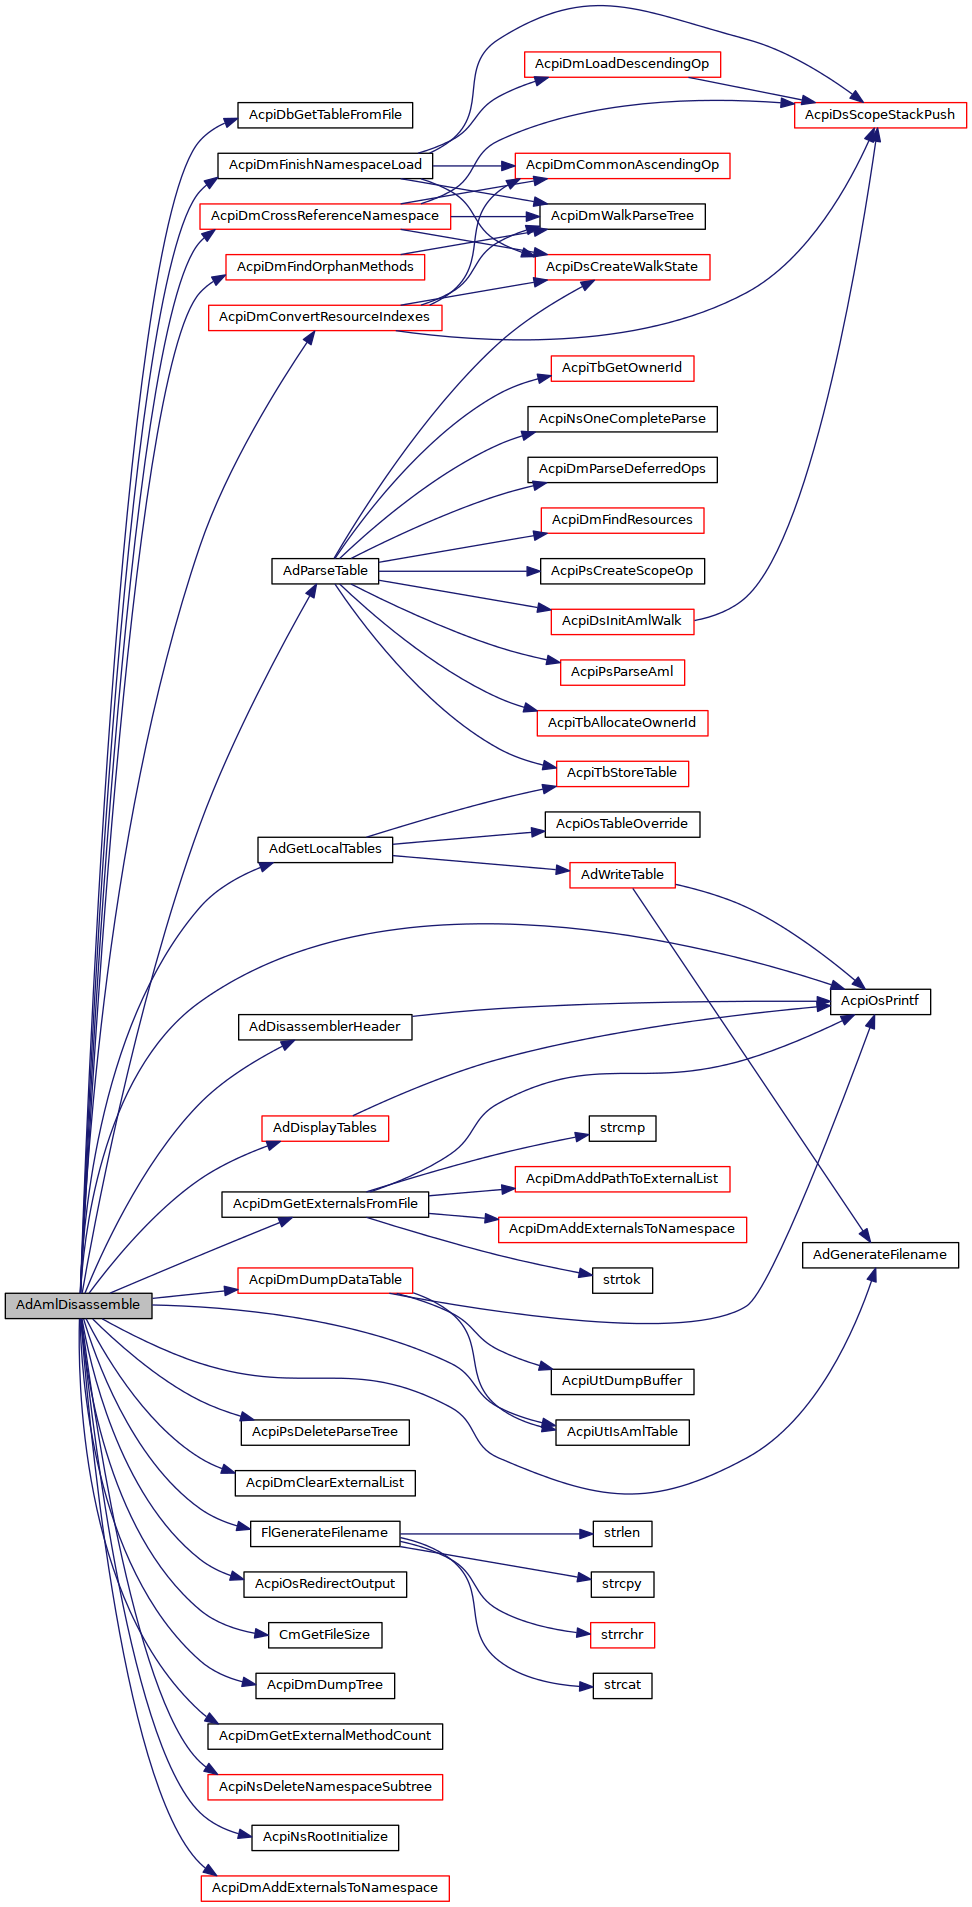 AcpiDmLoadDescendingOp
AcpiDbGetTableFromFile
AcpiDsScopeStackPush
AcpiDmFinishNamespaceLoad
AcpiDmCommonAscendingOp
AcpiDmCrossReferenceNamespace
AcpiDmWalkParseTree
AcpiDmFindOrphanMethods
AcpiDsCreateWalkState
AcpiDmConvertResourceIndexes
AcpiTbGetOwnerId
AcpiNsOneCompleteParse
AcpiDmParseDeferredOps
AcpiDmFindResources
AdParseTable
AcpiPsCreateScopeOp
AcpiDsInitAmlWalk
AcpiPsParseAml
AcpiTbAllocateOwnerId
AcpiTbStoreTable
AcpiOsTableOverride
AdGetLocalTables
AdWriteTable
AcpiOsPrintf
AdDisassemblerHeader
AdDisplayTables
strcmp
AcpiDmAddPathToExternalList
AcpiDmGetExternalsFromFile
AcpiDmAddExternalsToNamespace
AdGenerateFilename
AcpiDmDumpDataTable
strtok
AdAmlDisassemble
AcpiUtDumpBuffer
AcpiPsDeleteParseTree
AcpiUtIsAmlTable
AcpiDmClearExternalList
FlGenerateFilename
strlen
AcpiOsRedirectOutput
strcpy
CmGetFileSize
strrchr
AcpiDmDumpTree
strcat
AcpiDmGetExternalMethodCount
AcpiNsDeleteNamespaceSubtree
AcpiNsRootInitialize
AcpiDmAddExternalsToNamespace